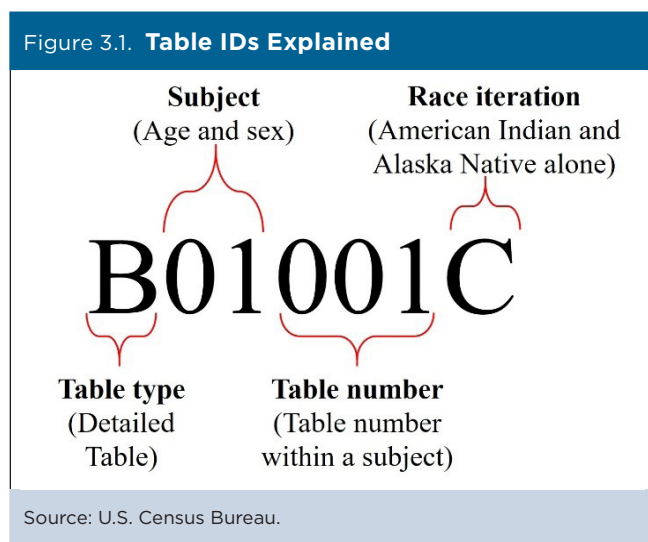 Figure 3.1. Table IDs Explained
Subject
(Age and sex)
Race iteration
(American Indian and
Alaska Native alone)
B01001C
Table type
(Detailed
Table)
Table number
(Table number
within a subject)
Source: U.S. Census Bureau.